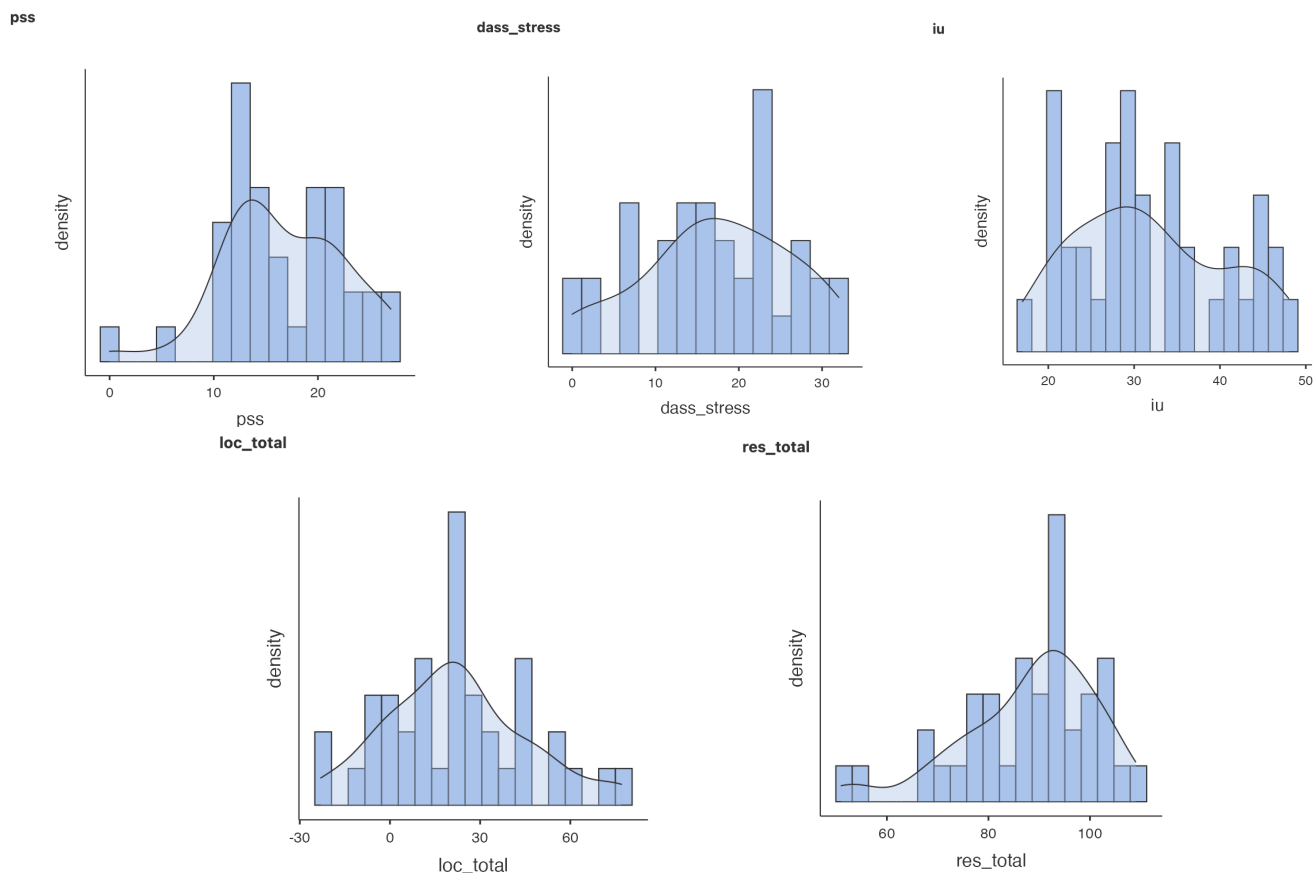 pss
density
0 10 20
pss
dass_stress
density
0 10 20 30
dass_stress
iu
density
20 30 40 50
iu
loc_total
density
-30 0 30 60
loc_total
res_total
density
60 80 100
res_total